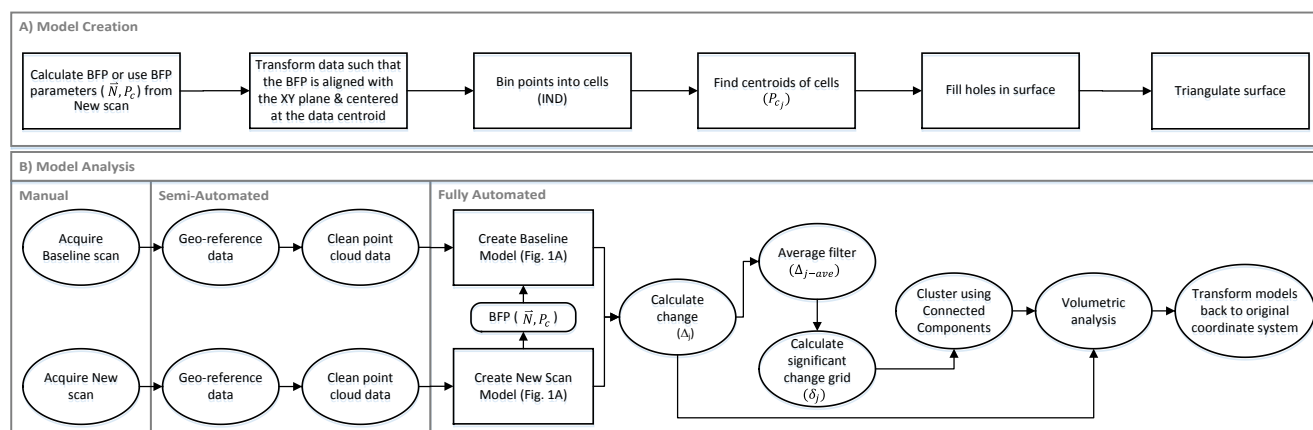 A) Model Creation
Calculate BFP or use BFP
parameters (N⃗, P_c) from
New scan
Transform data such that
the BFP is aligned with
the XY plane & centered
at the data centroid
Bin points into cells
(IND)
Find centroids of cells
(P_{c_j})
Fill holes in surface
Triangulate surface
B) Model Analysis
Manual
Semi-Automated
Fully Automated
Acquire
Baseline scan
Geo-reference
data
Clean point
cloud data
Create Baseline
Model (Fig. 1A)
BFP ( N⃗, P_c )
Acquire New
scan
Geo-reference
data
Clean point
cloud data
Create New Scan
Model (Fig. 1A)
Calculate
change
(Δ_j)
Average filter
(Δ_{j−ave})
Calculate
significant
change grid
(δ_j)
Cluster using
Connected
Components
Volumetric
analysis
Transform models
back to original
coordinate system